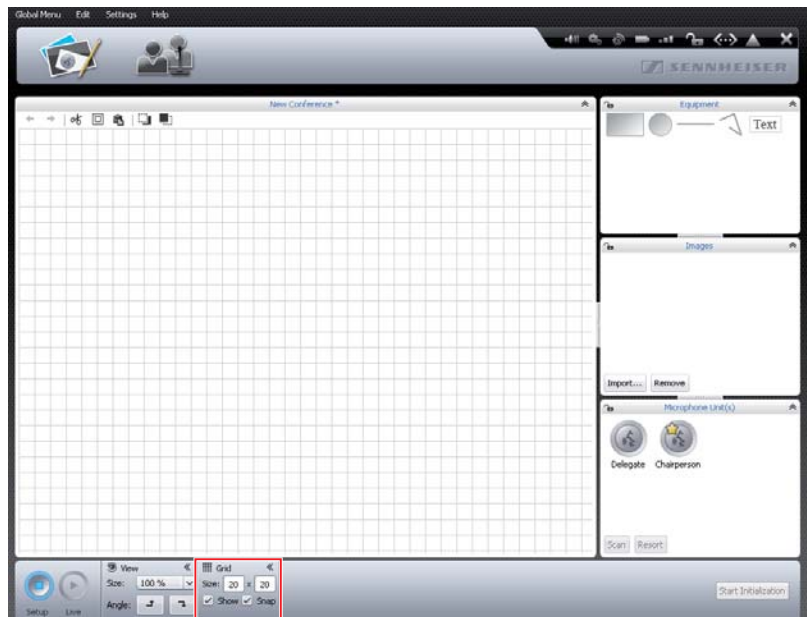 Global Menu Edit Settings Help
SENNHEISER
New Conference *
Equipment
Text
Images
Import... Remove
Microphone Unit(s)
Delegate Chairperson
Scan Resort
View
Size: 100 %
Angle:
Grid
Size: 20 x 20
Show Snap
Setup Live
Start Initialization